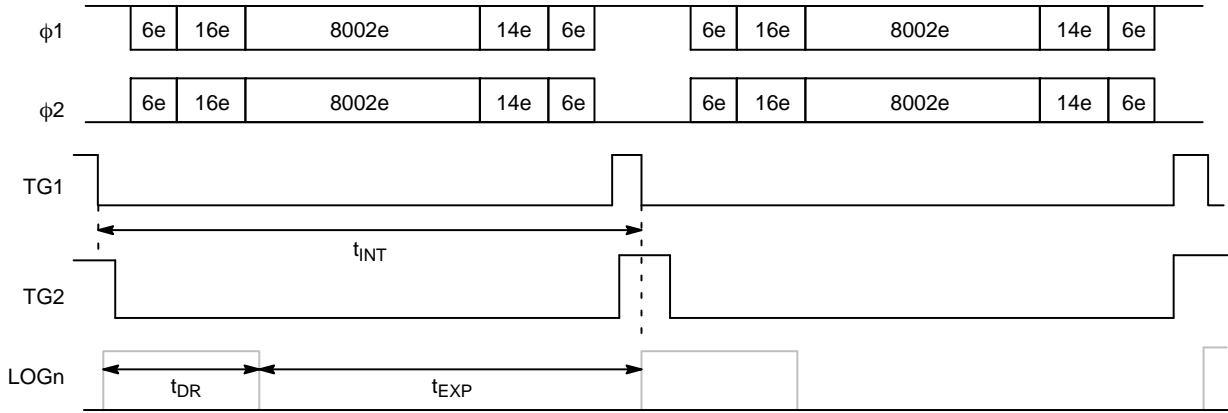 ϕ1 6e 16e 8002e 14e 6e 6e 16e 8002e 14e 6e
ϕ2 6e 16e 8002e 14e 6e 6e 16e 8002e 14e 6e
TG1
tINT
TG2
LOGn tDR tEXP